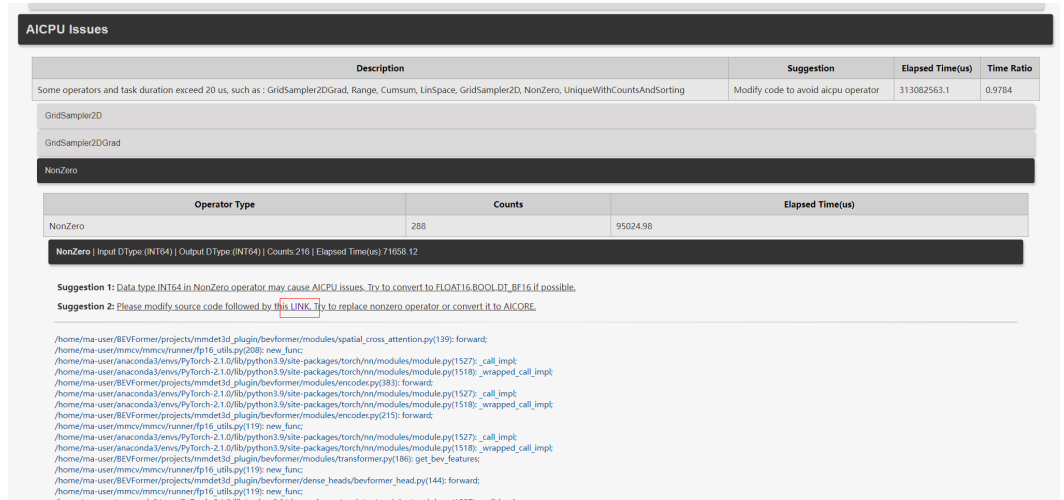 AICPU Issues
Description Suggestion Elapsed Time(us) Time Ratio
Some operators and task duration exceed 20 us, such as : GridSampler2DGrad, Range, Cumsum, LinSpace, GridSampler2D, NonZero, UniqueWithCountsAndSorting Modify code to avoid aicpu operator 313082563.1 0.9784
GridSampler2D
GridSampler2DGrad
NonZero
Operator Type Counts Elapsed Time(us)
NonZero 288 95024.98
NonZero | Input DType:(INT64) | Output DType:(INT64) | Counts:216 | Elapsed Time(us):71658.12
Suggestion 1: Data type INT64 in NonZero operator may cause AICPU issues, Try to convert to FLOAT16,BOOL,DT_BF16 if possible.
Suggestion 2: Please modify source code followed by this LINK. Try to replace nonzero operator or convert it to AICORE.
/home/ma-user/BEVFormer/projects/mmdet3d_plugin/bevformer/modules/spatial_cross_attention.py(139): forward;
/home/ma-user/mmcv/mmcv/runner/fp16_utils.py(208): new_func;
/home/ma-user/anaconda3/envs/PyTorch-2.1.0/lib/python3.9/site-packages/torch/nn/modules/module.py(1527): _call_impl;
/home/ma-user/anaconda3/envs/PyTorch-2.1.0/lib/python3.9/site-packages/torch/nn/modules/module.py(1518): _wrapped_call_impl;
/home/ma-user/BEVFormer/projects/mmdet3d_plugin/bevformer/modules/encoder.py(383): forward;
/home/ma-user/anaconda3/envs/PyTorch-2.1.0/lib/python3.9/site-packages/torch/nn/modules/module.py(1527): _call_impl;
/home/ma-user/anaconda3/envs/PyTorch-2.1.0/lib/python3.9/site-packages/torch/nn/modules/module.py(1518): _wrapped_call_impl;
/home/ma-user/BEVFormer/projects/mmdet3d_plugin/bevformer/modules/encoder.py(215): forward;
/home/ma-user/mmcv/mmcv/runner/fp16_utils.py(119): new_func;
/home/ma-user/anaconda3/envs/PyTorch-2.1.0/lib/python3.9/site-packages/torch/nn/modules/module.py(1527): _call_impl;
/home/ma-user/anaconda3/envs/PyTorch-2.1.0/lib/python3.9/site-packages/torch/nn/modules/module.py(1518): _wrapped_call_impl;
/home/ma-user/BEVFormer/projects/mmdet3d_plugin/bevformer/modules/transformer.py(186): get_bev_features;
/home/ma-user/mmcv/mmcv/runner/fp16_utils.py(119): new_func;
/home/ma-user/BEVFormer/projects/mmdet3d_plugin/bevformer/dense_heads/bevformer_head.py(144): forward;
/home/ma-user/mmcv/mmcv/runner/fp16_utils.py(119): new_func;